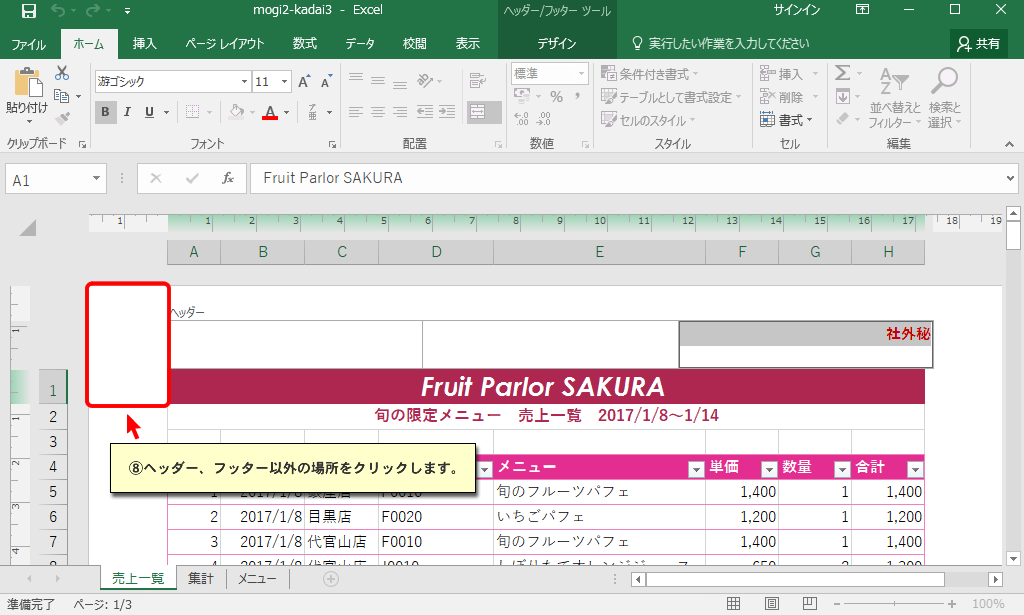 mogi2-kadai3 - Excel
ヘッダー/フッター ツール
サインイン
ファイル ホーム 挿入 ページ レイアウト 数式 データ 校閲 表示 デザイン 実行したい作業を入力してください 共有
貼り付け
游ゴシック 11
標準
条件付き書式
挿入
B I U
% ,
テーブルとして書式設定
削除
並べ替えと
フィルター
検索と
選択
セルのスタイル
書式
クリップボード フォント 配置 数値 スタイル セル 編集
A1 fx Fruit Parlor SAKURA
1 1 2 3 4 5 6 7 8 9 10 11 12 13 14 15 16 17 18 19
A B C D E F G H
ヘッダー
社外秘
1 Fruit Parlor SAKURA
2 旬の限定メニュー 売上一覧 2017/1/8～1/14
3
4 メニュー 単価 数量 合計
⑧ヘッダー、フッター以外の場所をクリックします。
5 1 2017/1/8 銀座店 F0010 旬のフルーツパフェ 1,400 1 1,400
6 2 2017/1/8 目黒店 F0020 いちごパフェ 1,200 1 1,200
7 3 2017/1/8 代官山店 F0010 旬のフルーツパフェ 1,400 1 1,400
売上一覧 集計 メニュー
準備完了 ページ: 1/3 100%